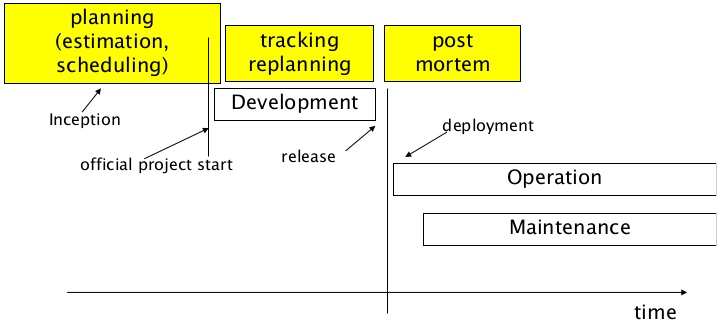 planning
(estimation,
scheduling)
tracking
replanning
post
mortem
Development
Inception
official project start
release
deployment
Operation
Maintenance
time